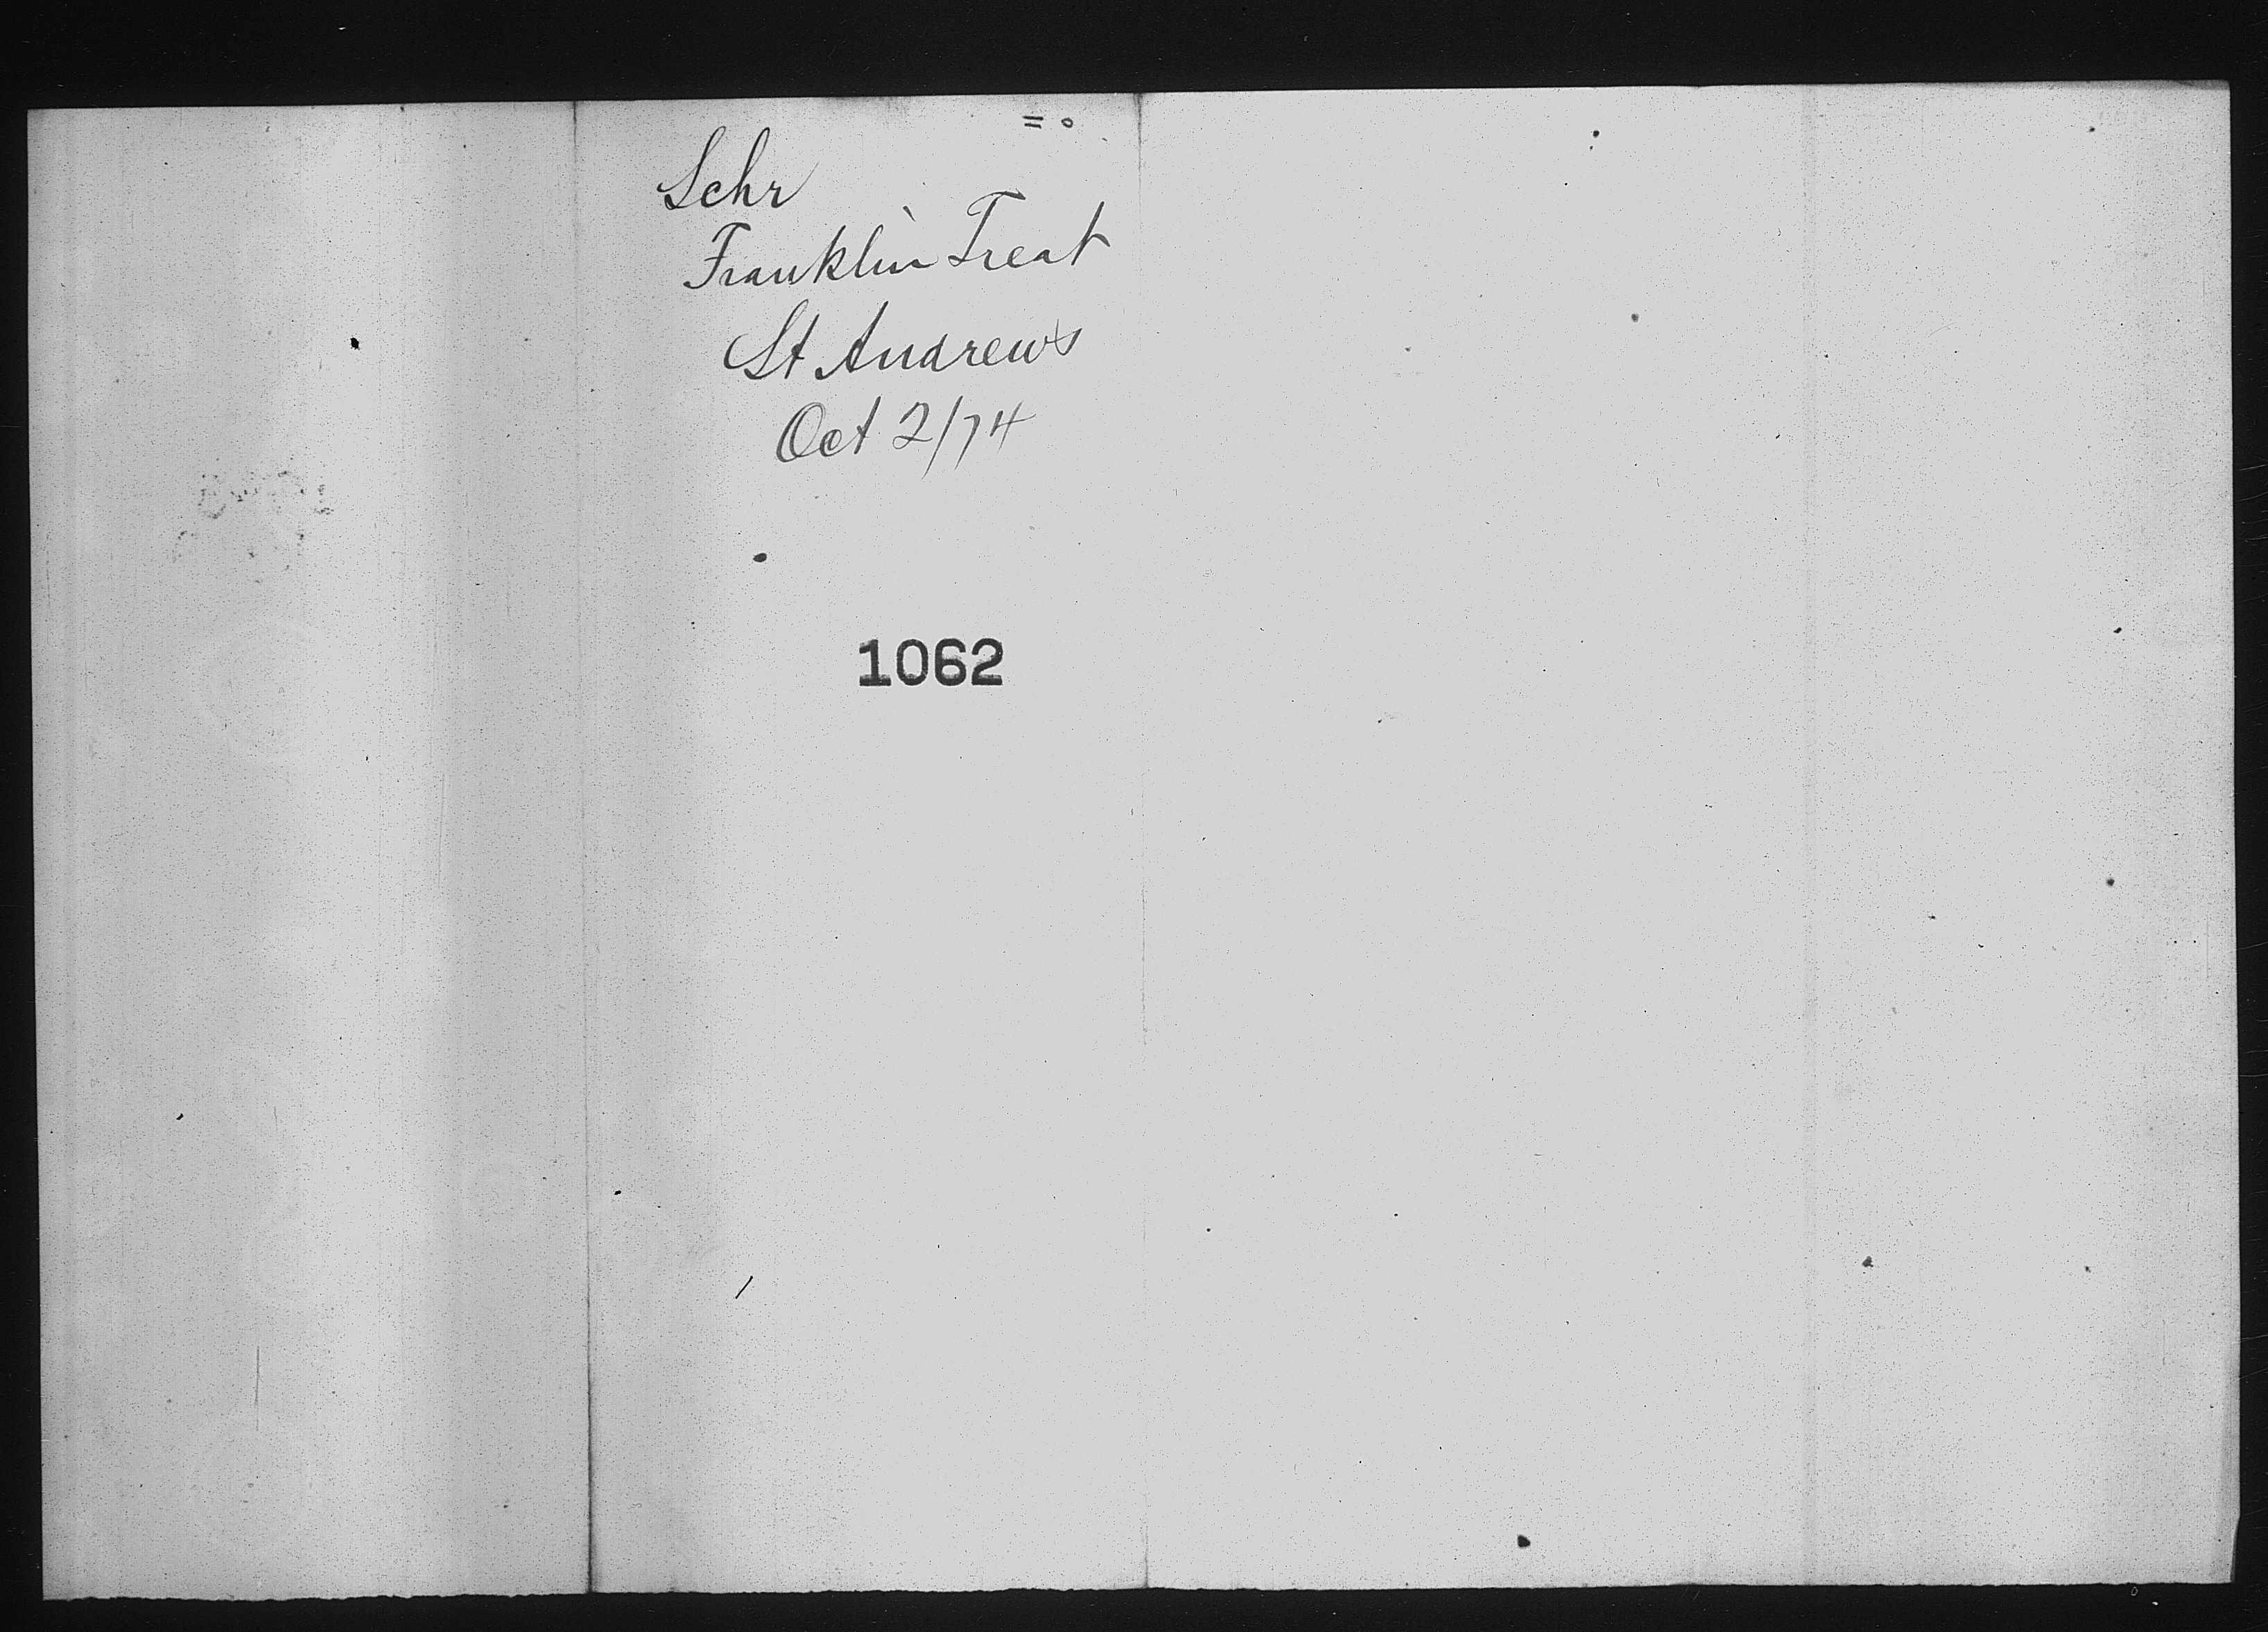 Schr
Franklin Treat
St Andrews
Oct 2/74
1062